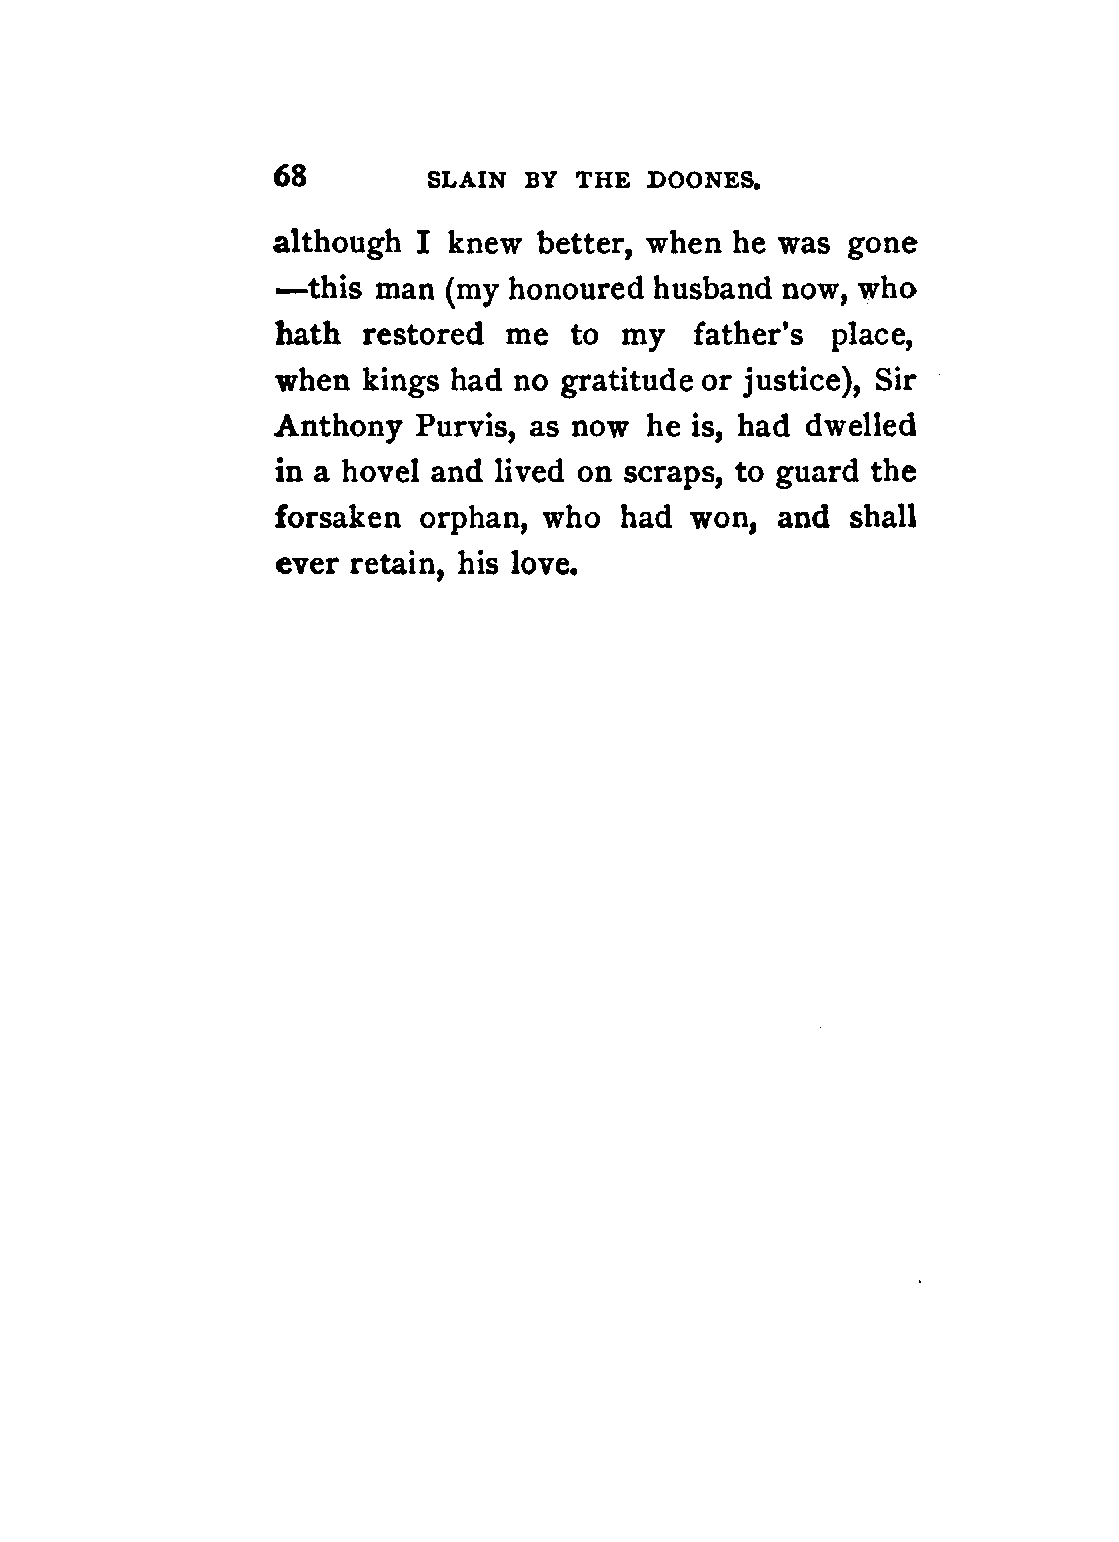 68 SLAIN BY THE DOONES.
although I knew better, when he was gone
—this man (my honoured husband now, who
hath restored me to my father's place,
when kings had no gratitude or justice), Sir
Anthony Purvis, as now he is, had dwelled
in a hovel and lived on scraps, to guard the
forsaken orphan, who had won, and shall
ever retain, his love.